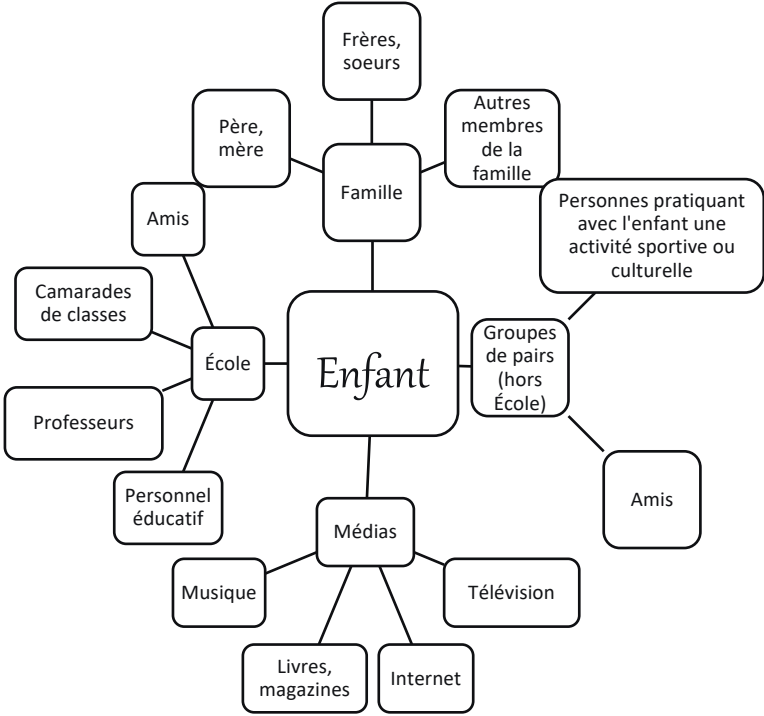 Frères,
soeurs
Autres
membres
de la
famille
Père,
mère
Famille
Personnes pratiquant
avec l'enfant une
activité sportive ou
culturelle
Amis
Camarades
de classes
École
Enfant
Groupes
de pairs
(hors
École)
Professeurs
Personnel
éducatif
Amis
Médias
Musique
Télévision
Livres,
magazines
Internet